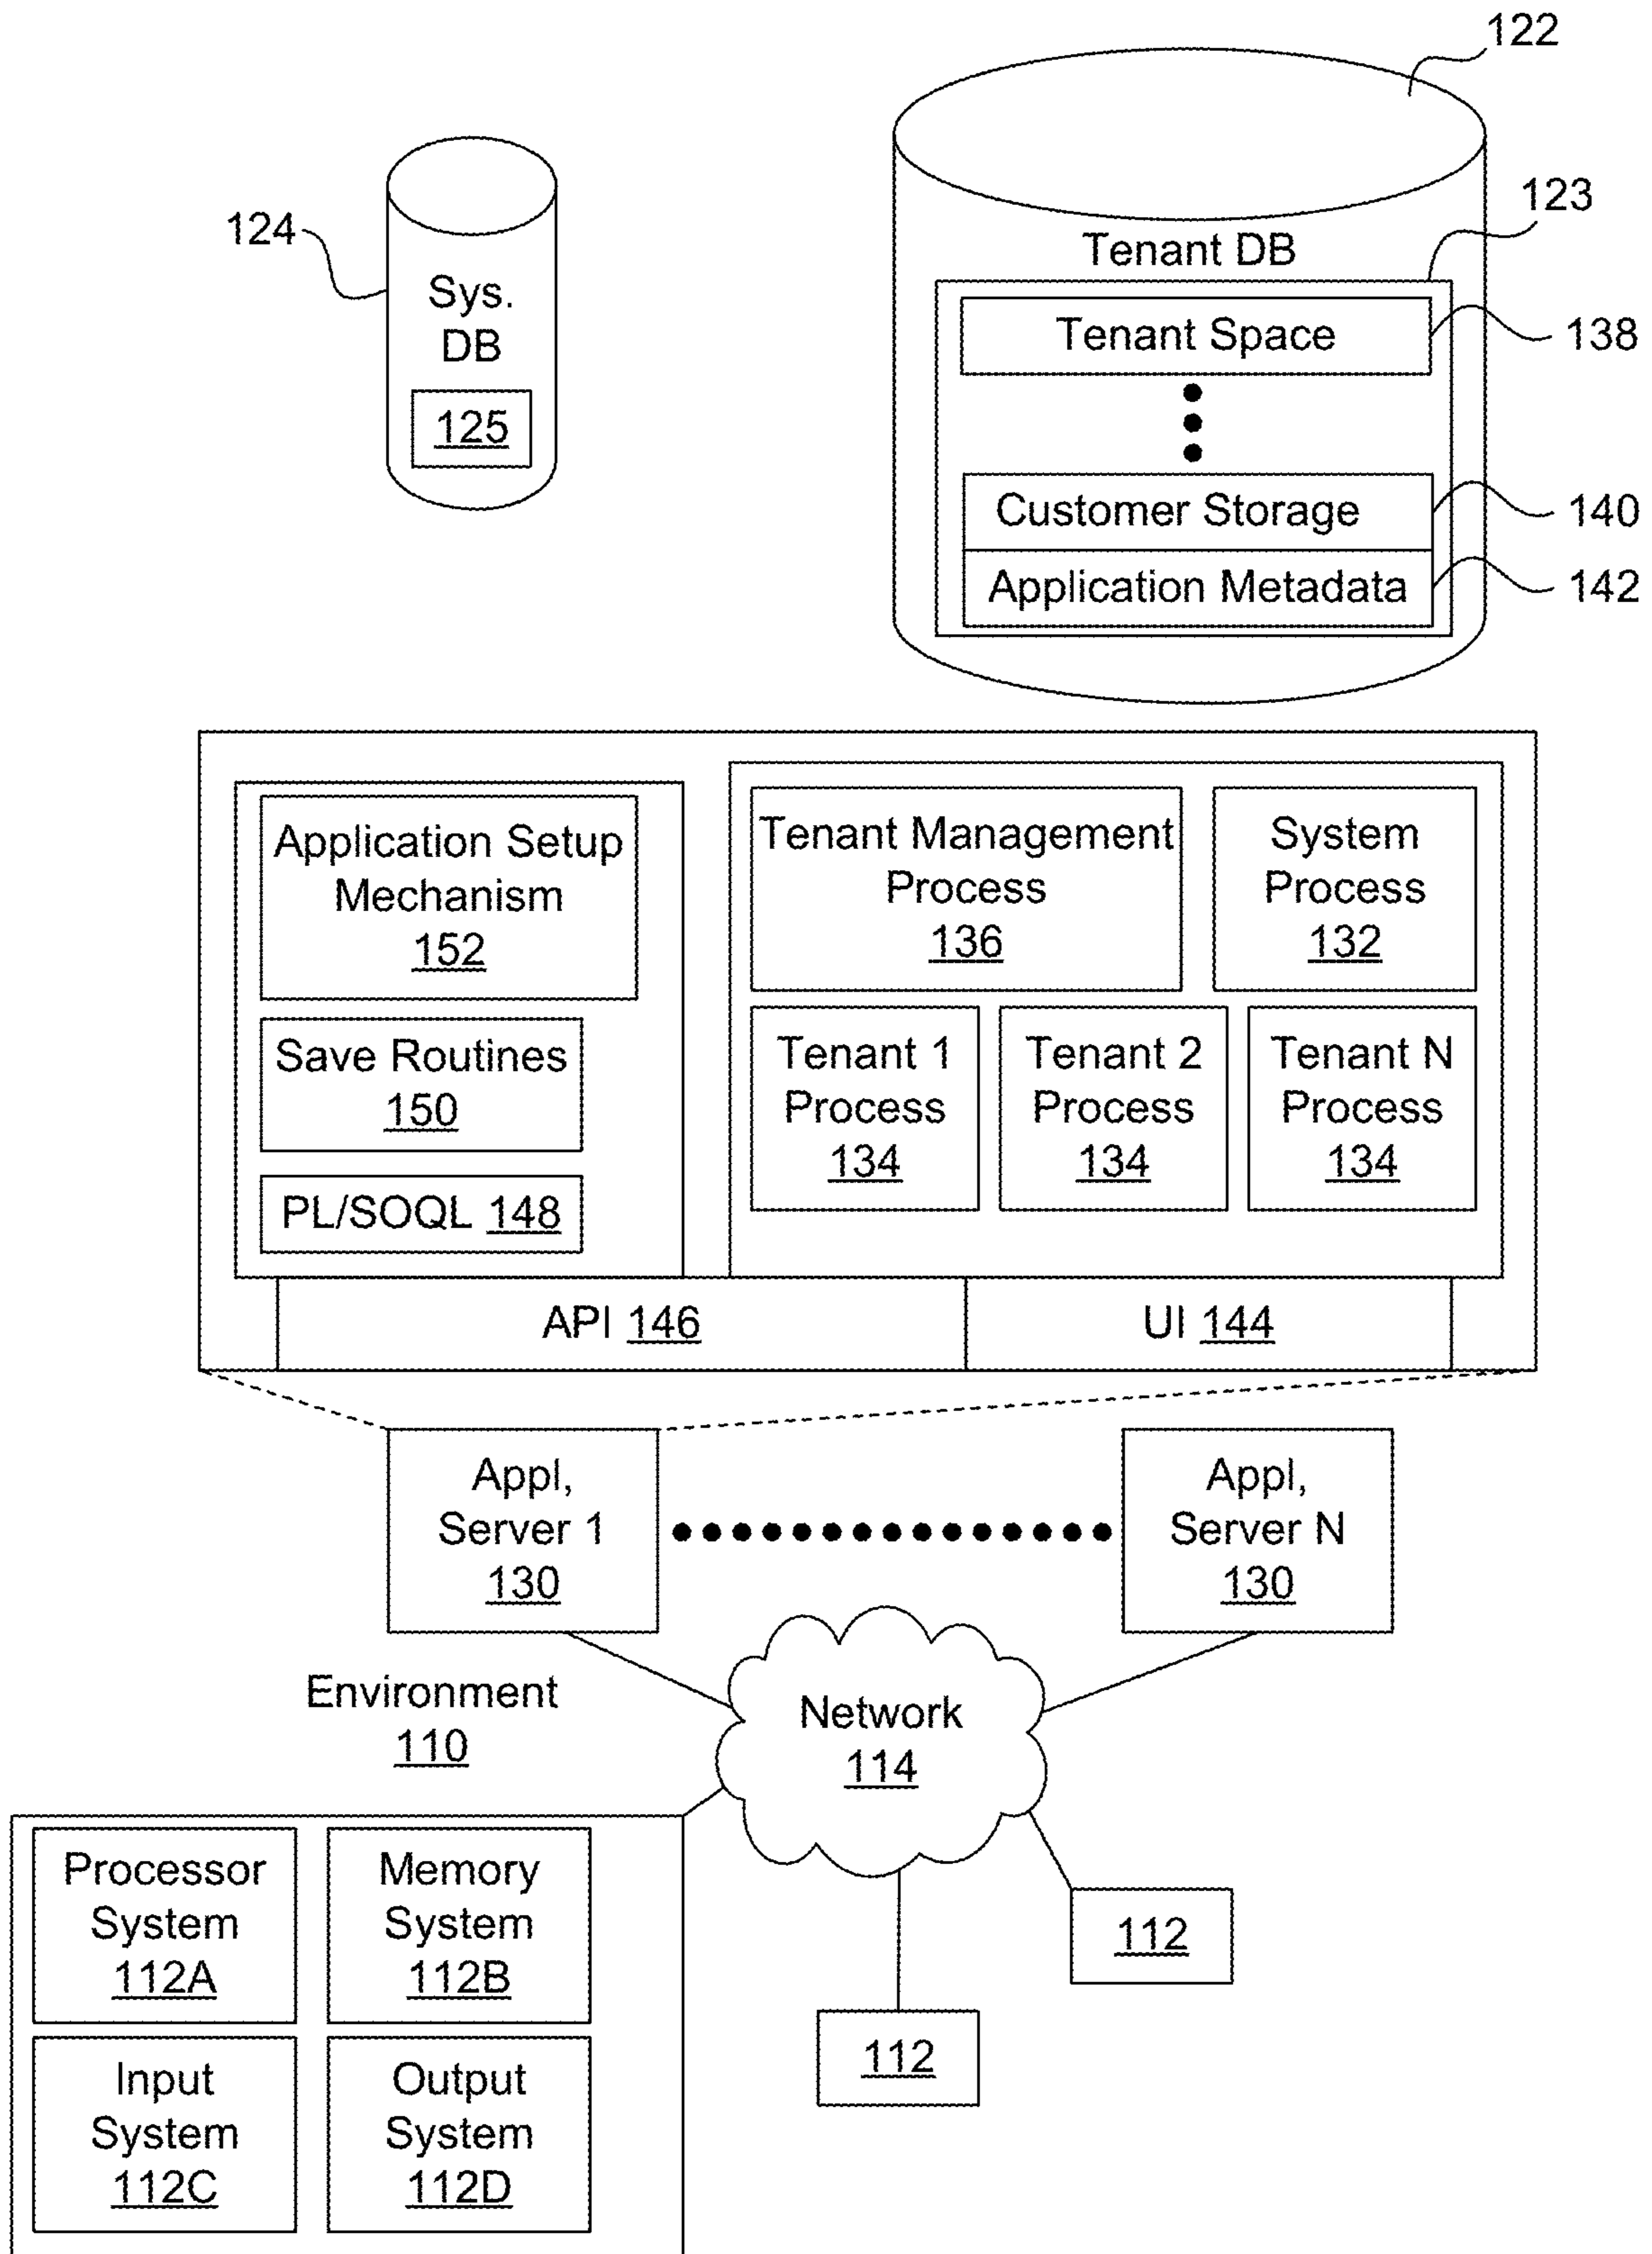 122
124
Sys.
DB
125
Tenant DB
123
Tenant Space
138
Customer Storage
140
Application Metadata
142
Application Setup
Mechanism
152
Save Routines
150
PL/SOQL 148
Tenant Management
Process
136
System
Process
132
Tenant 1
Process
134
Tenant 2
Process
134
Tenant N
Process
134
API 146
UI 144
Appl,
Server 1
130
Appl,
Server N
130
Environment
110
Network
114
Processor
System
112A
Memory
System
112B
Input
System
112C
Output
System
112D
112
112